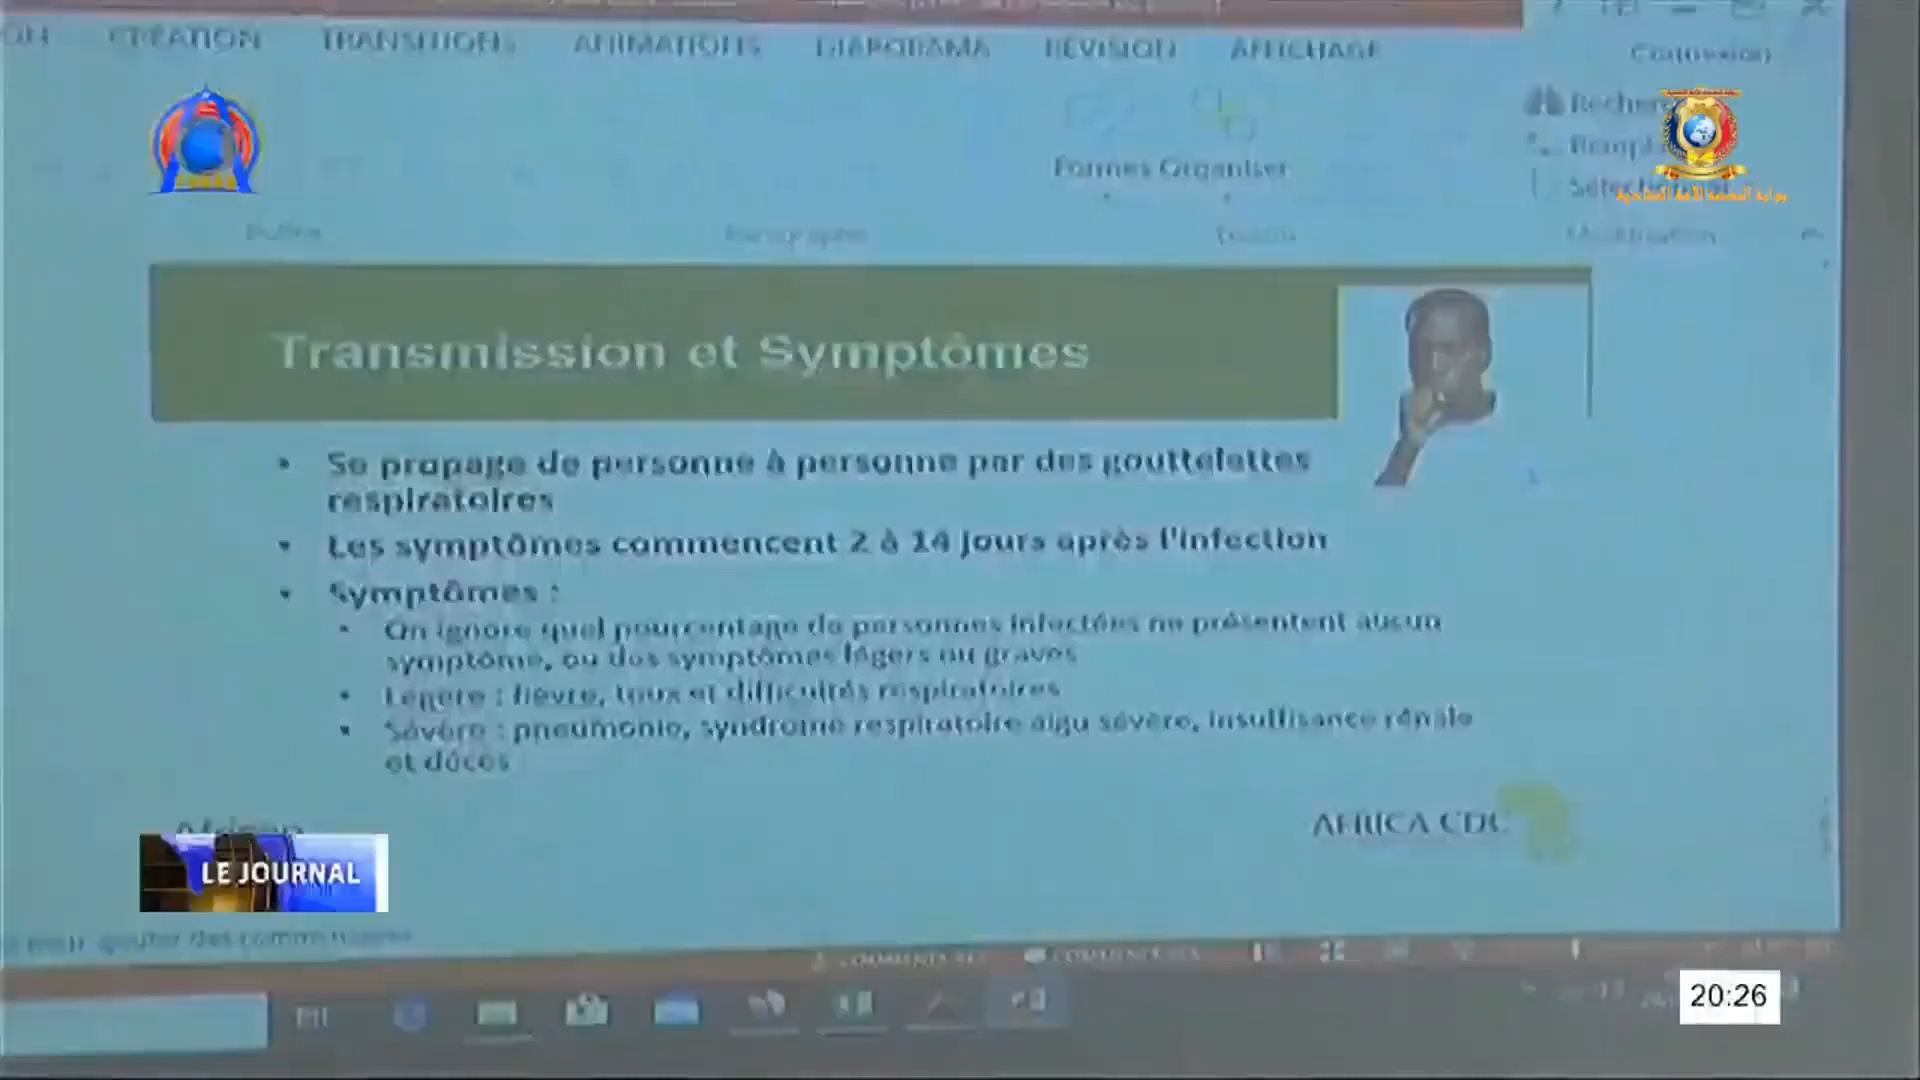 CRÉATION TRANSITIONS ANIMATIONS DIAPORAMA RÉVISION AFFICHAGE
Connexion
Formes Organiser
Transmission et Symptômes
• Se propage de personne à personne par des gouttelettes
respiratoires
• Les symptômes commencent 2 à 14 jours après l'infection
• Symptômes :
• On ignore quel pourcentage de personnes infectées ne présentent aucun
symptôme, ou des symptômes légers ou graves
• Légère : fièvre, toux et difficultés respiratoires
• Sévère : pneumonie, syndrome respiratoire aigu sévère, insuffisance rénale
et décès
AFRICA CDC
LE JOURNAL
20:26